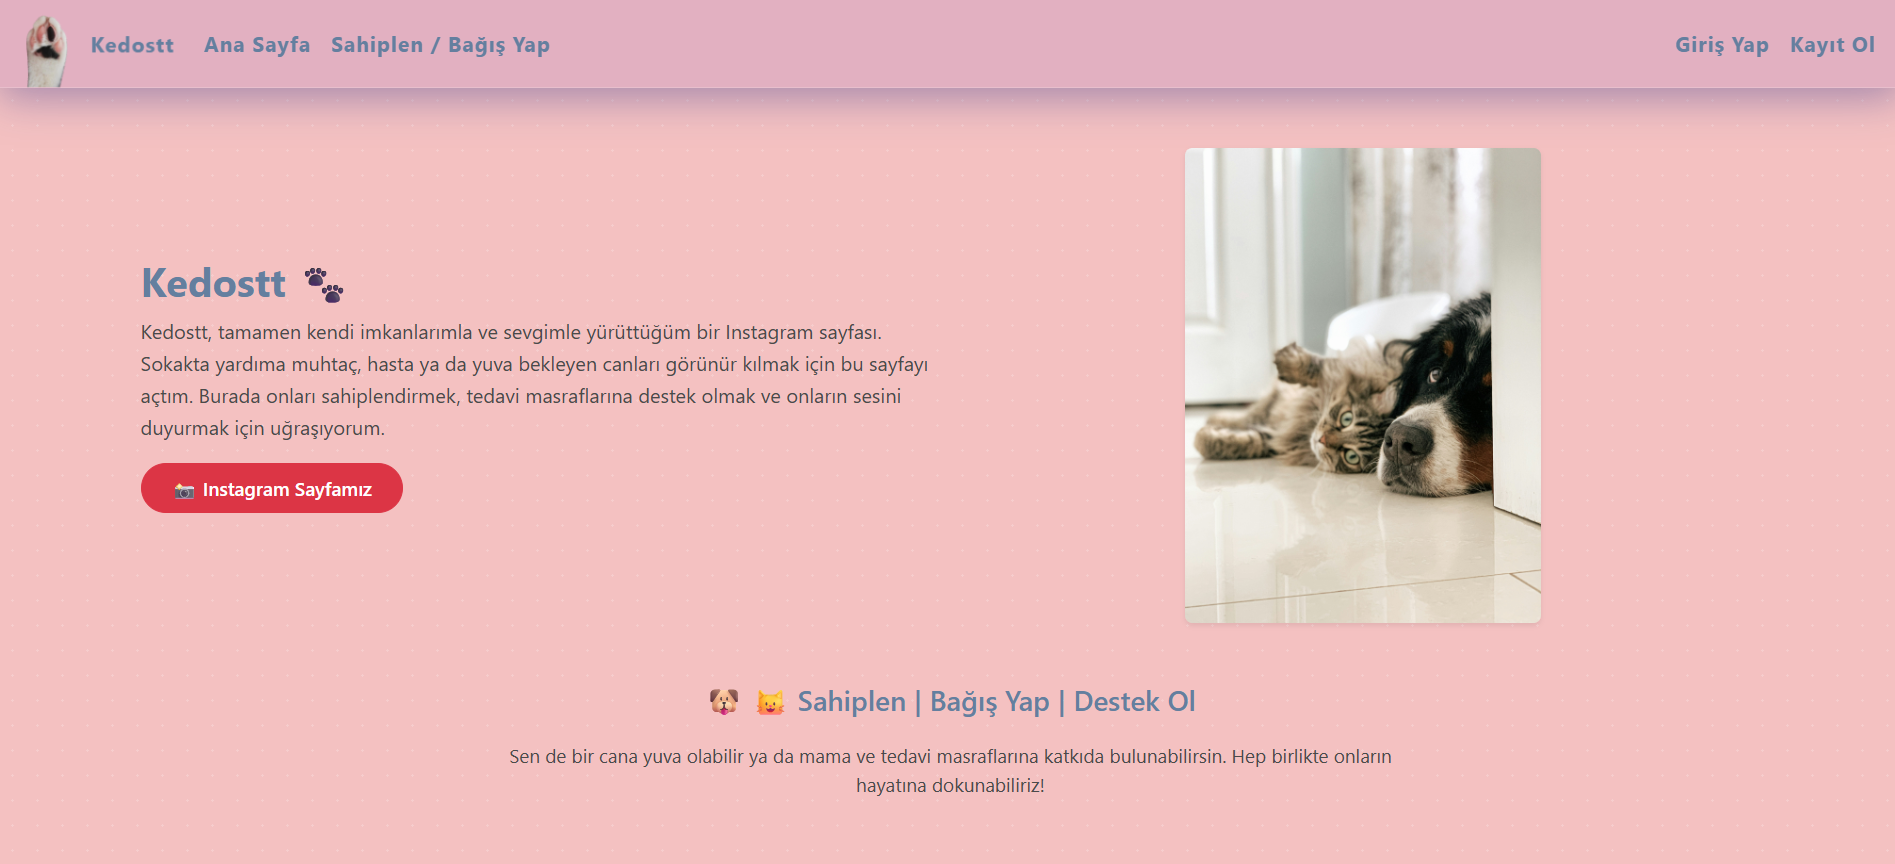 Kedostt Ana Sayfa Sahiplen / Bağış Yap Giriş Yap Kayıt Ol
Kedostt 🐾
Kedostt, tamamen kendi imkanlarımla ve sevgimle yürüttüğüm bir Instagram sayfası.
Sokakta yardıma muhtaç, hasta ya da yuva bekleyen canları görünür kılmak için bu sayfayı
açtım. Burada onları sahiplendirmek, tedavi masraflarına destek olmak ve onların sesini
duyurmak için uğraşıyorum.
📸 Instagram Sayfamız
🐶 😺 Sahiplen | Bağış Yap | Destek Ol
Sen de bir cana yuva olabilir ya da mama ve tedavi masraflarına katkıda bulunabilirsin. Hep birlikte onların
hayatına dokunabiliriz!